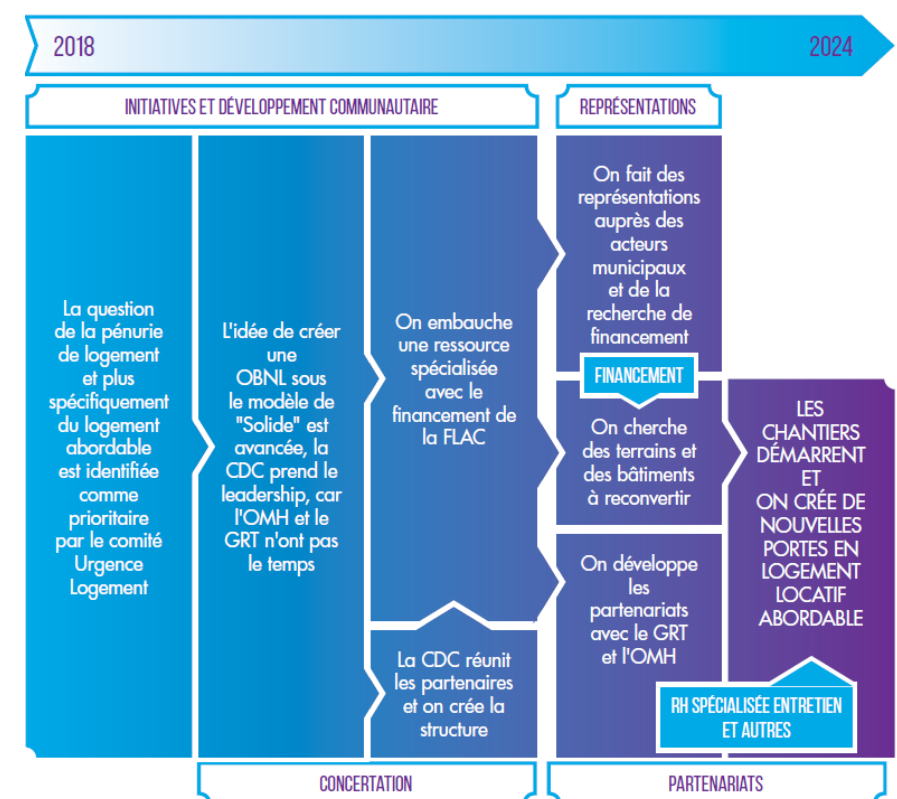 2018
2024
INITIATIVES ET DÉVELOPPEMENT COMMUNAUTAIRE
REPRÉSENTATIONS
La question
de la pénurie
de logement
et plus
spécifiquement
du logement
abordable
est identifiée
comme
prioritaire
par le comité
Urgence
Logement
L'idée de créer
une
OBNL sous
le modèle de
"Solide" est
avancée, la
CDC prend le
leadership, car
l'OMH et le
GRT n'ont pas
le temps
On embauche
une ressource
spécialisée
avec le
financement de
la FLAC
La CDC réunit
les partenaires
et on crée la
structure
On fait des
représentations
auprès des
acteurs
municipaux
et de la
recherche de
financement
FINANCEMENT
On cherche
des terrains et
des bâtiments
à reconvertir
On développe
les
partenariats
avec le GRT
et l'OMH
LES
CHANTIERS
DÉMARRENT
ET
ON CRÉE DE
NOUVELLES
PORTES EN
LOGEMENT
LOCATIF
ABORDABLE
RH SPÉCIALISÉE ENTRETIEN
ET AUTRES
CONCERTATION
PARTENARIATS